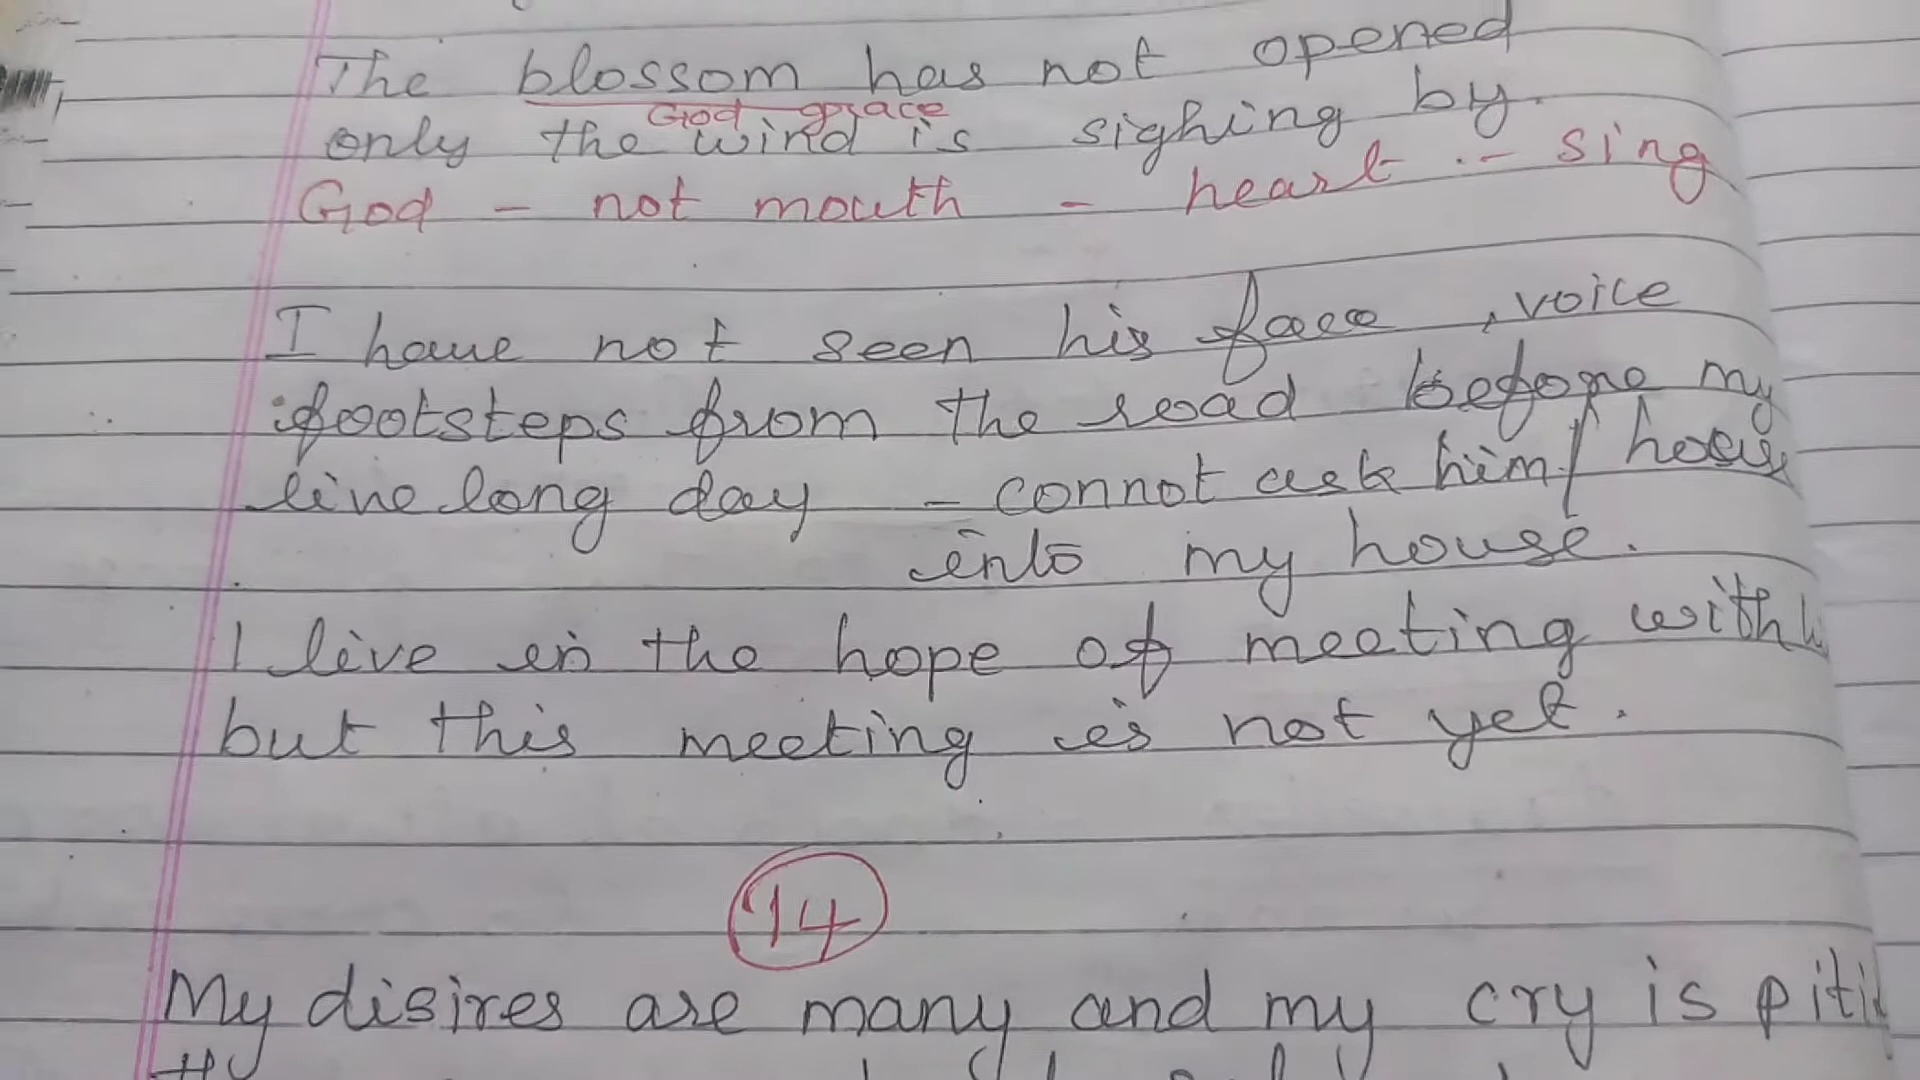 The blossom has not opened
God grace
only the wind is sighing by.
God - not mouth - heart - sing
I have not seen his face, voice
footsteps from the road before my
live long day - connot ask him /
into my house.
I live in the hope of meeting with
but this meeting is not yet.
14
My disires are many and my cry is